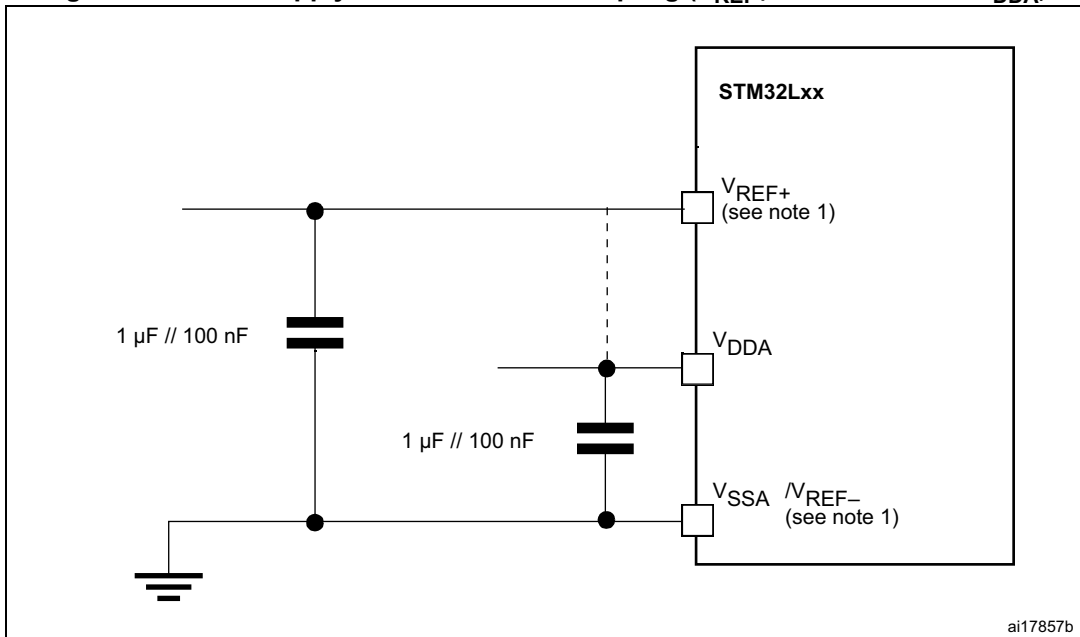 STM32Lxx
VREF+
(see note 1)
1 µF // 100 nF
VDDA
1 µF // 100 nF
VSSA /VREF–
(see note 1)
ai17857b